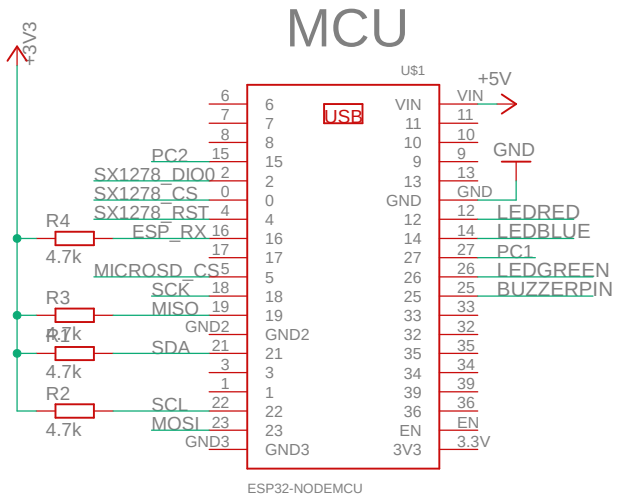 MCU
+3V3
U$1
+5V
USB
6 6 VIN VIN
7 7 11 11
8 8 10 10
PC2 15 15 9 9
SX1278_DIO0 2 2 13 13
GND
SX1278_CS 0 0 GND GND
SX1278_RST 4 4 12 12 LEDRED
R4 ESP_RX 16 16 14 14 LEDBLUE
4.7k 17 17 27 27 PC1
MICROSD_CS 5 5 26 26 LEDGREEN
SCK 18 18 25 25 BUZZERPIN
R3 MISO 19 19 33 33
4.7k GND2 GND2 32 32
R1 SDA 21 21 35 35
4.7k 3 3 34 34
R2 1 1 39 39
SCL 22 22 36 36
4.7k MOSI 23 23 EN EN
GND3 GND3 3V3 3.3V
ESP32-NODEMCU